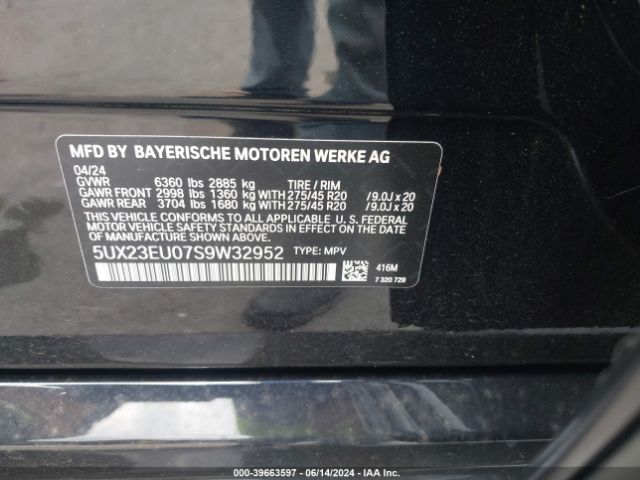 MFD BY BAYERISCHE MOTOREN WERKE AG
04/24
GVWR 6360 lbs 2885 kg TIRE / RIM
GAWR FRONT 2998 lbs 1360 kg WITH 275/45 R20 /9.0J x 20
GAWR REAR 3704 lbs 1680 kg WITH 275/45 R20 /9.0J x 20
THIS VEHICLE CONFORMS TO ALL APPLICABLE U. S. FEDERAL
MOTOR VEHICLE SAFETY STANDARDS IN EFFECT ON THE DATE
OF MANUFACTURE SHOWN ABOVE.
5UX23EU07S9W32952 TYPE: MPV
416M
7 320 729
000-39663597 - 06/14/2024 - IAA Inc.